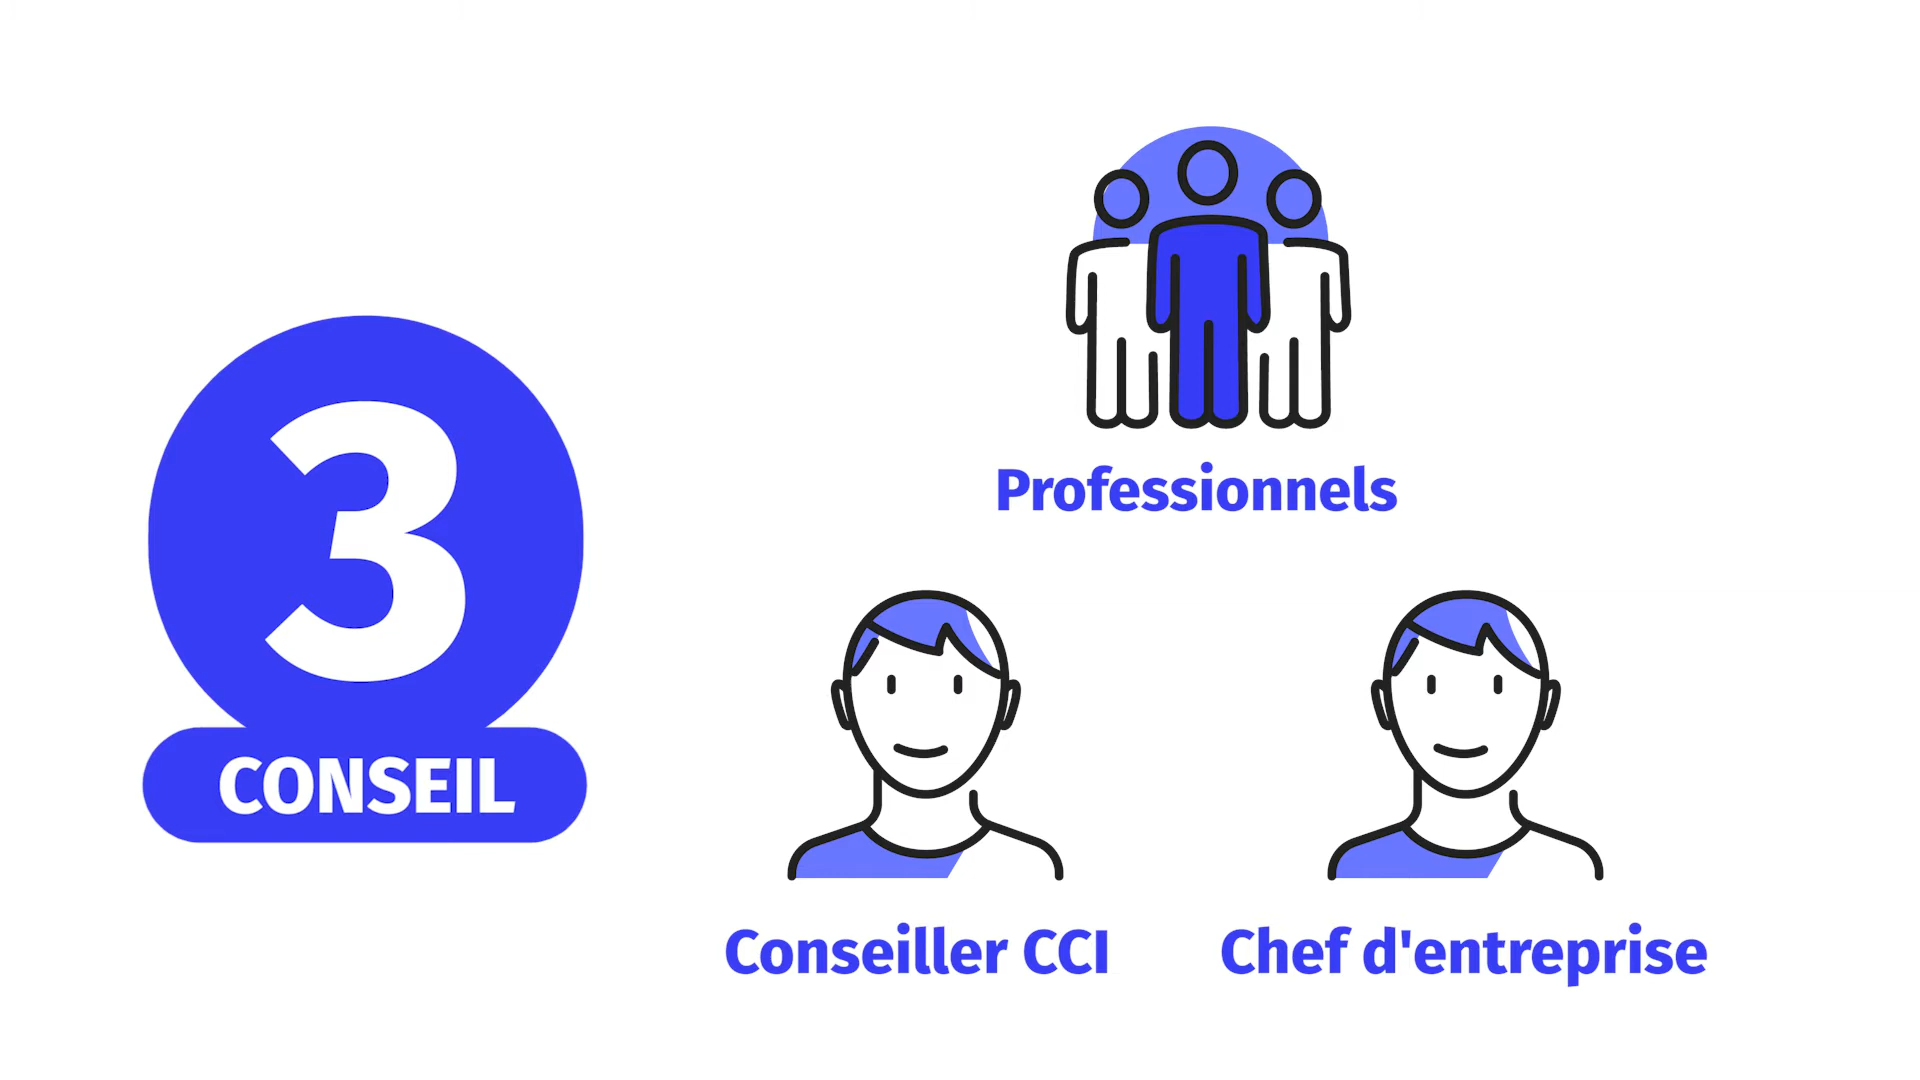 3
CONSEIL
Professionnels
Conseiller CCI
Chef d'entreprise